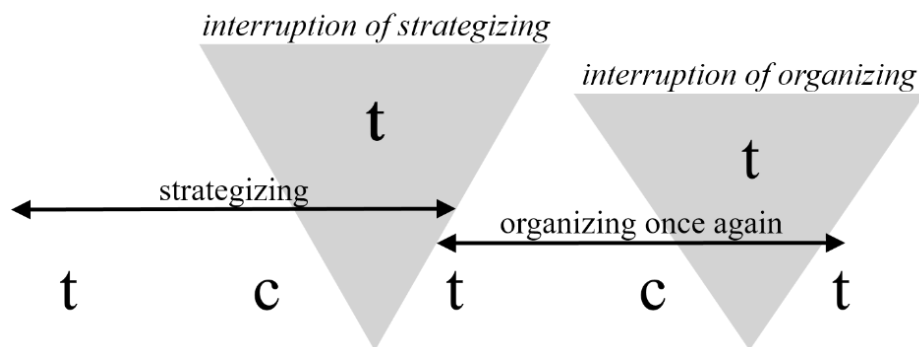 interruption of strategizing
interruption of organizing
t
t
strategizing
organizing once again
t c t c t